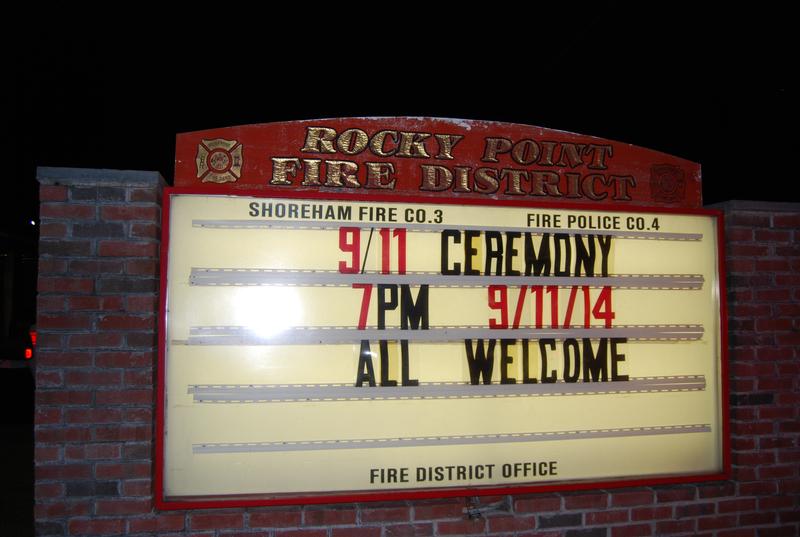 ROCKY POINT
FIRE DISTRICT
SHOREHAM FIRE CO.3 FIRE POLICE CO.4
9/11 CEREMONY
7PM 9/11/14
ALL WELCOME
FIRE DISTRICT OFFICE